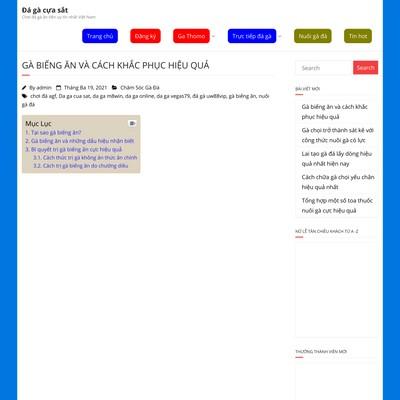 Đá gà cựa sắt
Chơi đá gà ăn tiền uy tín nhất Việt Nam
Trang chủ
Đăng ký
Ga Thomo
Trực tiếp đá gà
Nuôi gà đá
Tin hot
GÀ BIẾNG ĂN VÀ CÁCH KHẮC PHỤC HIỆU QUẢ
By admin Tháng Ba 19, 2021 Chăm Sóc Gà Đá
chơi đá agf, Da ga cua sat, da ga m8win, da ga online, da ga vegas79, đá gà uw88vip, gà biếng ăn, nuôi
gà đá
Mục Lục
1. Tại sao gà biếng ăn?
2. Gà biếng ăn và những dấu hiệu nhận biết
3. Bí quyết trị gà biếng ăn cực hiệu quả
3.1. Cách thức trị gà không ăn thức ăn chính
3.2. Cách trị gà biếng ăn do chướng diều
Search
Search
BÀI VIẾT MỚI
Gà biếng ăn và cách khắc
phục hiệu quả
Gà chọi trở thành sát kê với
công thức nuôi gà có lực
Lai tạo gà đá lấy dòng hiệu
quả nhất hiện nay
Cách chữa gà chọi yếu chân
hiệu quả nhất
Tổng hợp một số toa thuốc
nuôi gà cực hiệu quả
NỮ LỄ TÂN CHIÊU KHÁCH TỪ A -Z
THƯỞNG THÀNH VIÊN MỚI